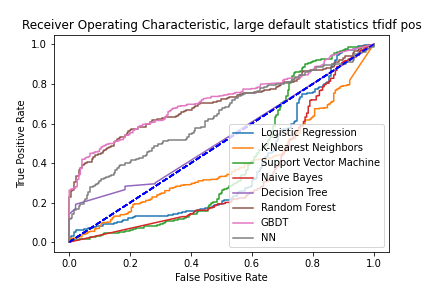 Receiver Operating Characteristic, large default statistics tfidf pos
1.0
0.8
0.6
0.4
0.2
0.0
True Positive Rate
Logistic Regression
K-Nearest Neighbors
Support Vector Machine
Naive Bayes
Decision Tree
Random Forest
GBDT
NN
0.0 0.2 0.4 0.6 0.8 1.0
False Positive Rate